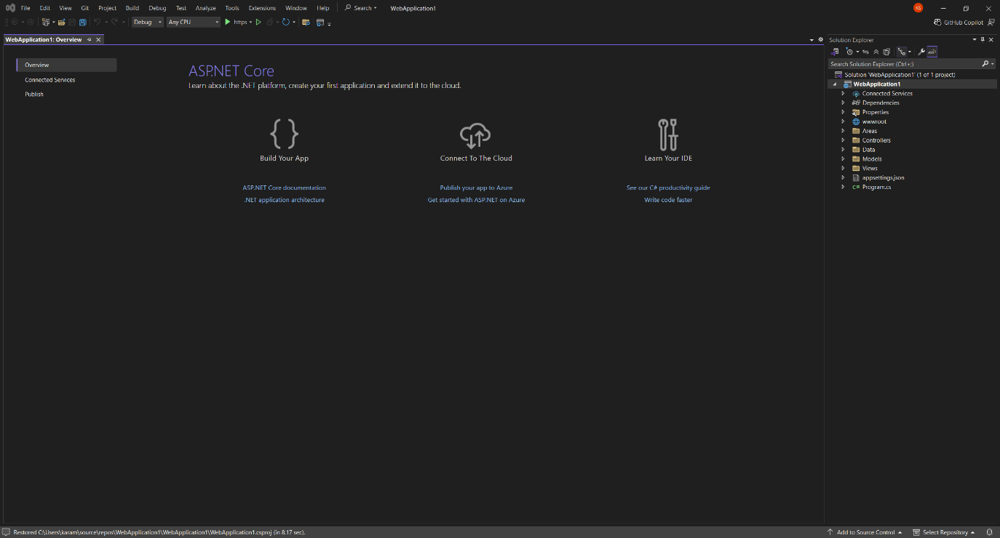 File Edit View Git Project Build Debug Test Analyze Tools Extensions Window Help Search WebApplication1 KS
Debug Any CPU https GitHub Copilot
WebApplication1: Overview
Overview
Connected Services
Publish
ASP.NET Core
Learn about the .NET platform, create your first application and extend it to the cloud.
Build Your App
ASP.NET Core documentation
.NET application architecture
Connect To The Cloud
Publish your app to Azure
Get started with ASP.NET on Azure
Learn Your IDE
See our C# productivity guide
Write code faster
Solution Explorer
Search Solution Explorer (Ctrl+;)
Solution 'WebApplication1' (1 of 1 project)
WebApplication1
Connected Services
Dependencies
Properties
wwwroot
Areas
Controllers
Data
Models
Views
appsettings.json
C# Program.cs
Restored C:\Users\karam\source\repos\WebApplication1\WebApplication1\WebApplication1.csproj (in 8.17 sec).
Add to Source Control Select Repository